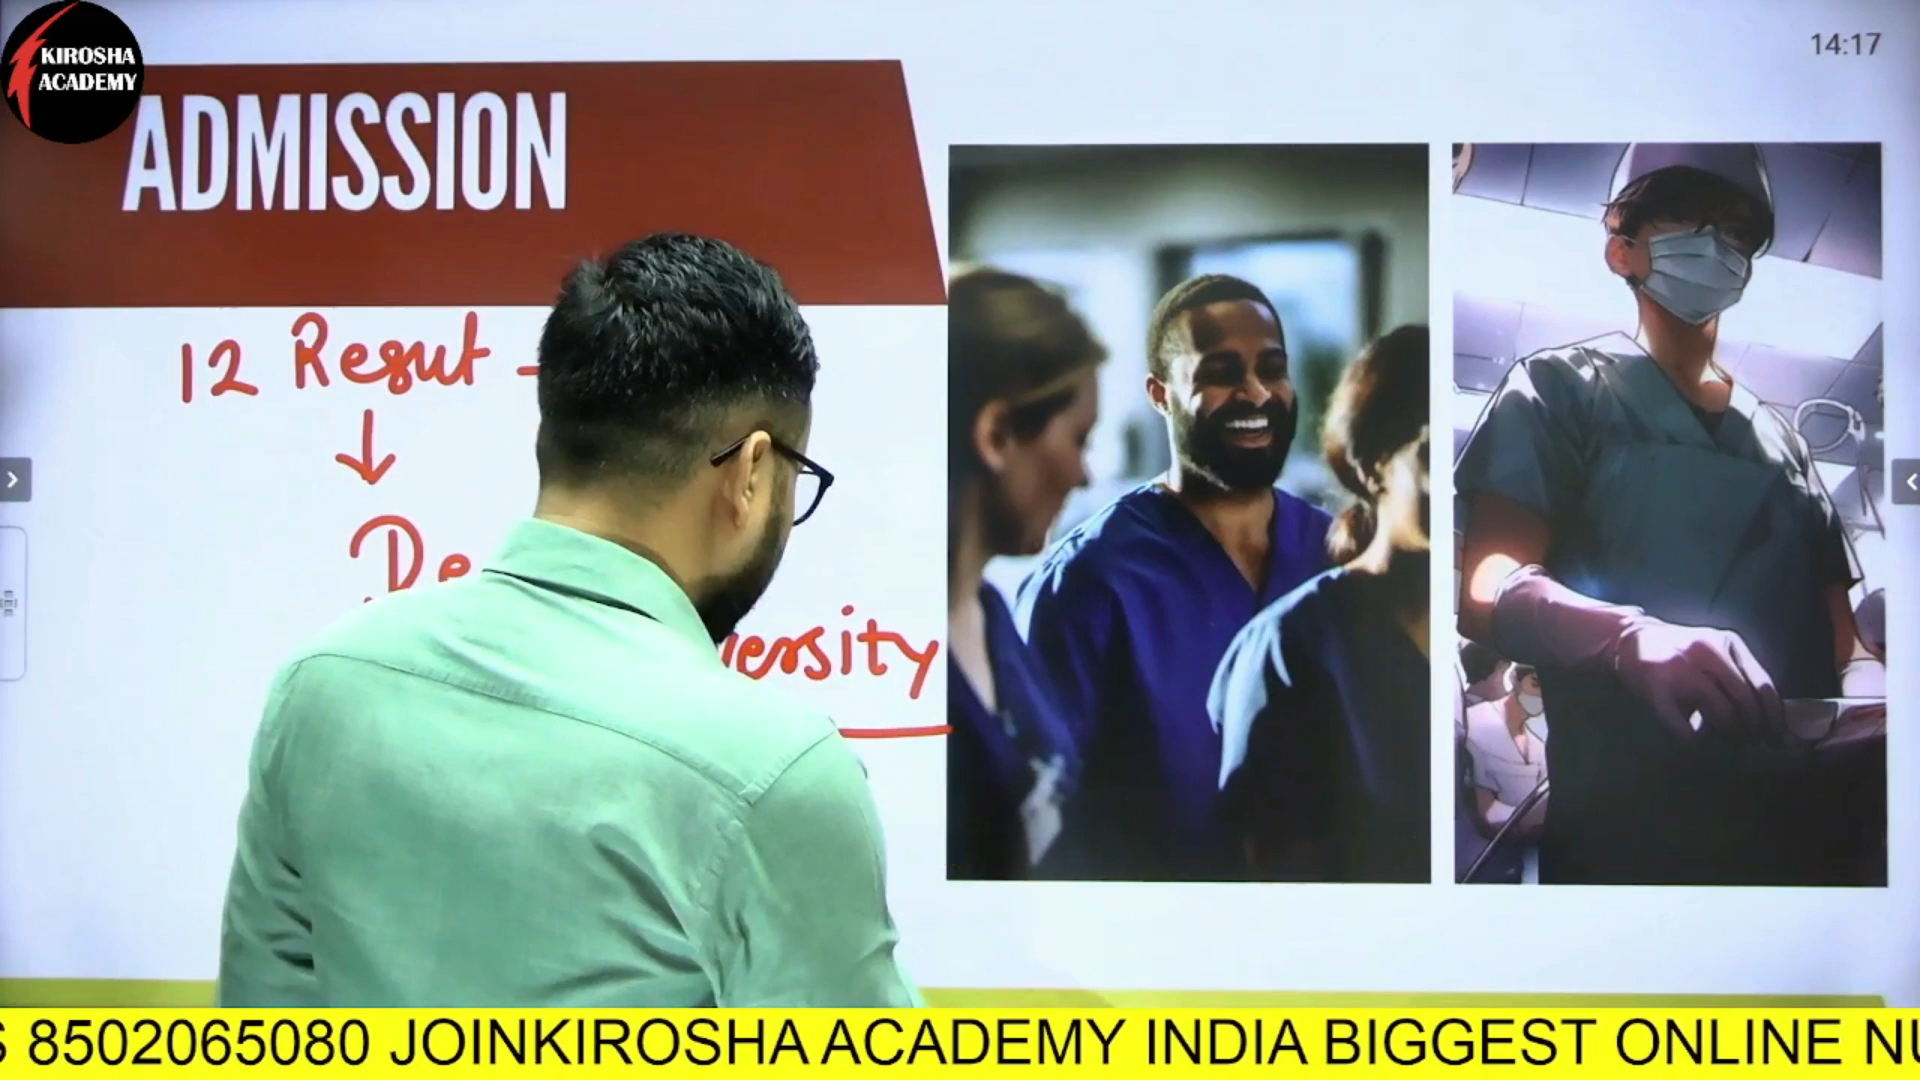 KIROSHA
ACADEMY
14:17
ADMISSION
12 Resut -
↓
De
versity
8502065080 JOINKIROSHA ACADEMY INDIA BIGGEST ONLINE